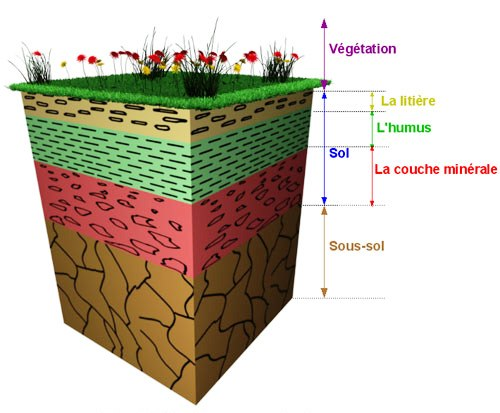 Végétation
La litière
L'humus
Sol
La couche minérale
Sous-sol